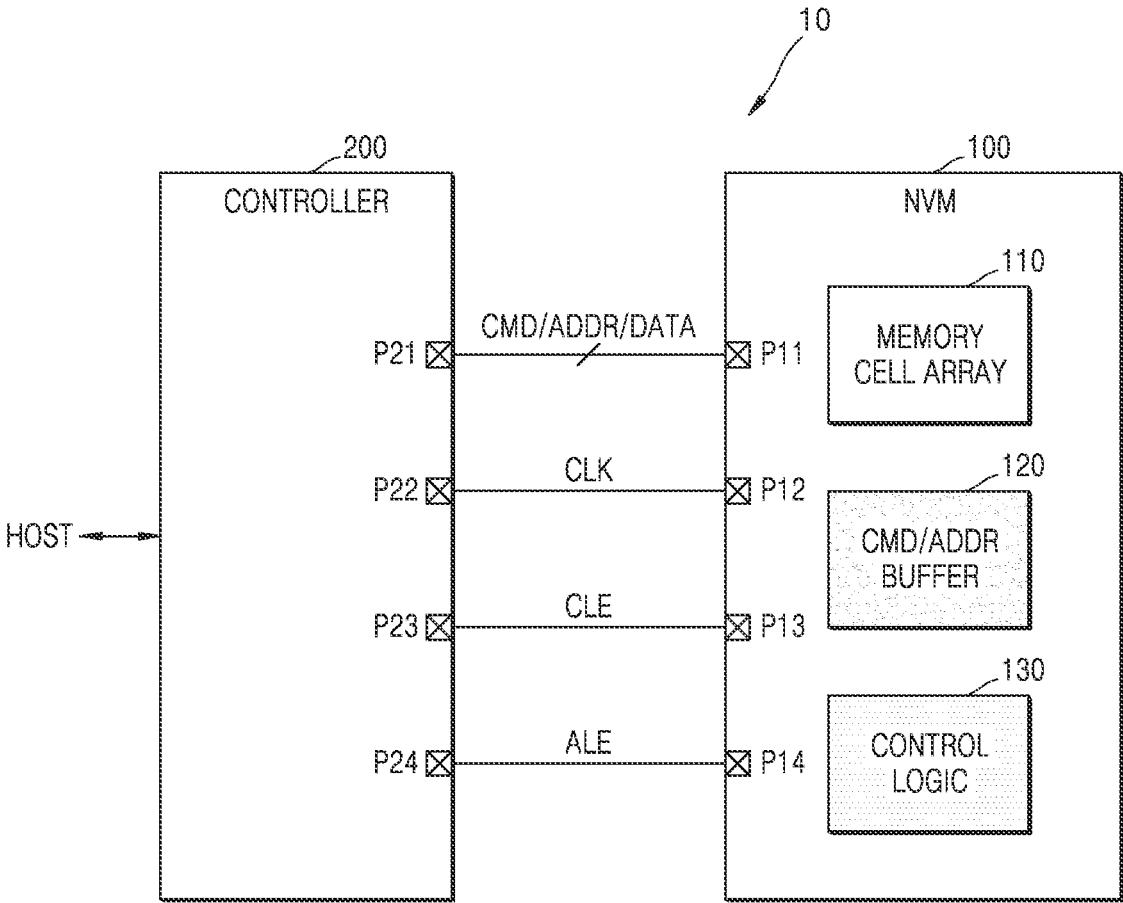 10
200
CONTROLLER
100
NVM
110
MEMORY
CELL ARRAY
P21
CMD/ADDR/DATA
P11
P22
CLK
P12
120
CMD/ADDR
BUFFER
HOST
P23
CLE
P13
130
CONTROL
LOGIC
P24
ALE
P14